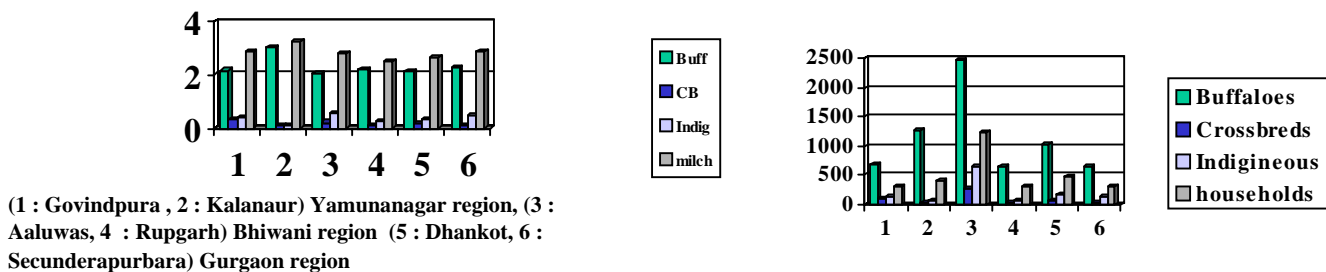 4
2
0
1 2 3 4 5 6
Buff
CB
Indig
milch
(1 : Govindpura , 2 : Kalanaur) Yamunanagar region, (3 :
Aaluwas, 4 : Rupgarh) Bhiwani region (5 : Dhankot, 6 :
Secunderapurbara) Gurgaon region
2500
2000
1500
1000
500
0
1 2 3 4 5 6
Buffaloes
Crossbreds
Indigineous
households